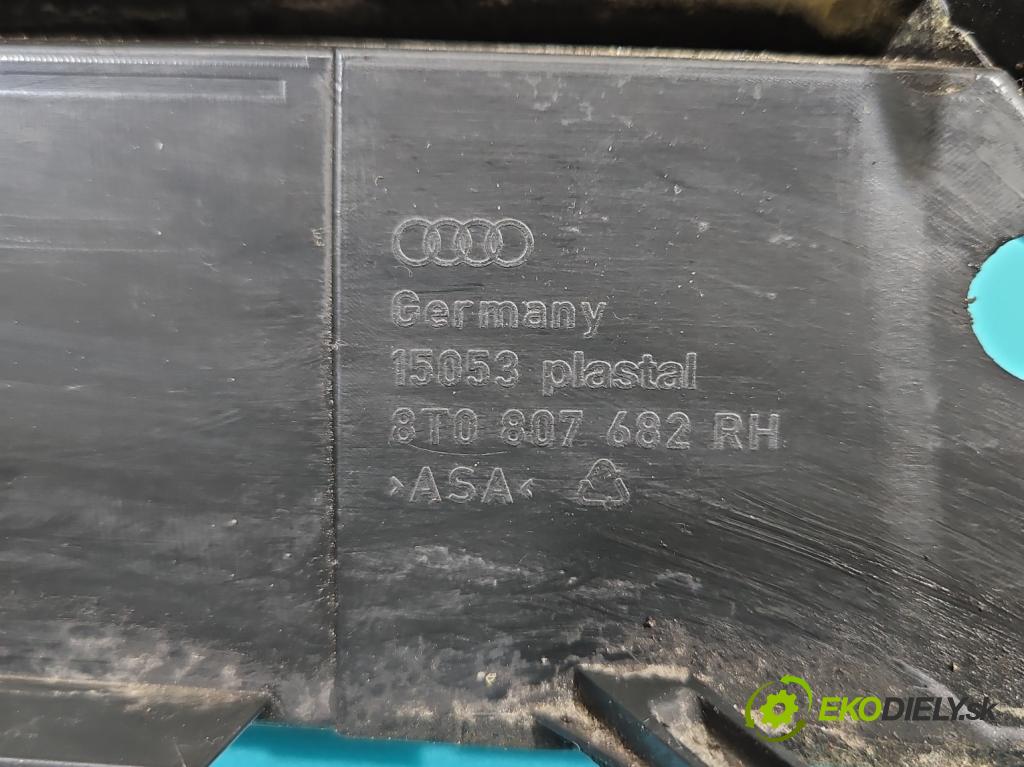 Germany
15053 plastal
8T0 807 682 RH
>ASA<
EKODIELY.sk